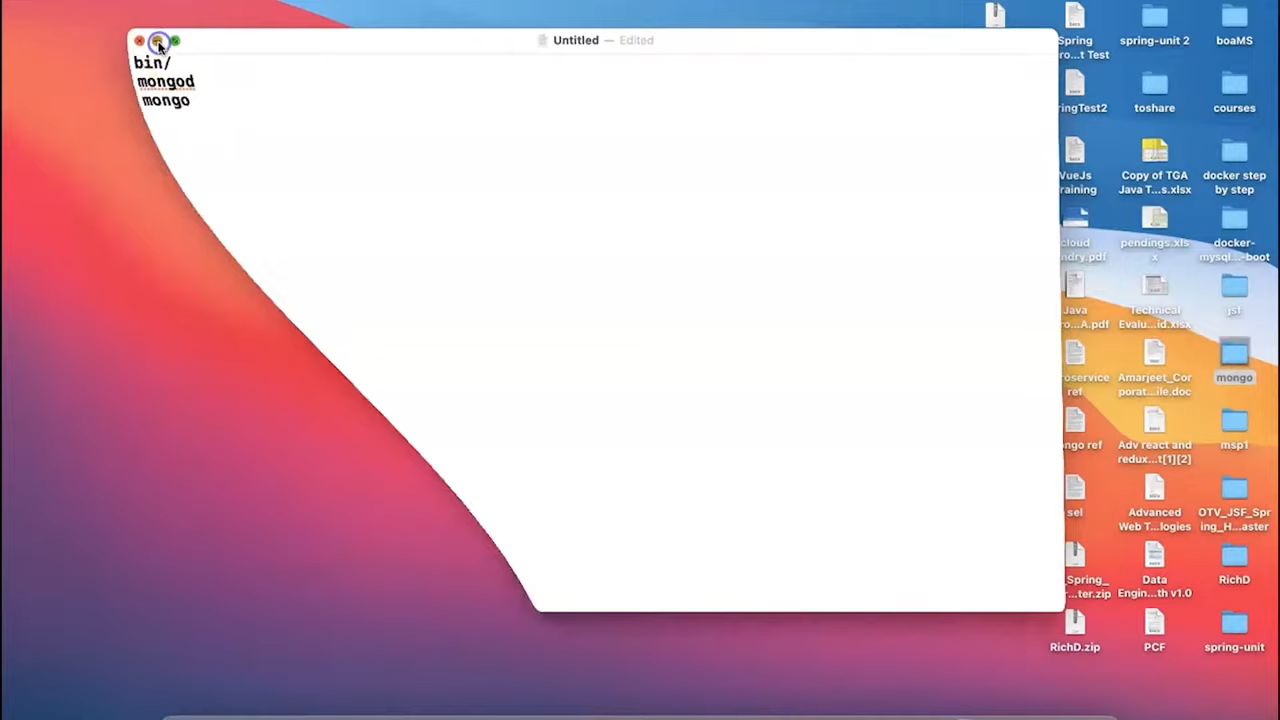 Untitled — Edited
bin/
mongod
mongo
Spring
ro...t Test
spring-unit 2
boaMS
ringTest2
toshare
courses
VueJs
raining
Copy of TGA
Java T...s.xlsx
docker step
by step
cloud
ndry.pdf
pendings.xls
x
docker-
mysql...-boot
Java
ro...A.pdf
Technical
Evalu...id.xlsx
jsf
oservice
ref
Amarjeet_Cor
porat...ile.doc
mongo
ngo ref
Adv react and
redux...t[1][2]
msp1
sel
Advanced
Web T...logies
OTV_JSF_Spr
ing_H...aster
_Spring_
...ter.zip
Data
Engin...th v1.0
RichD
RichD.zip
PCF
spring-unit